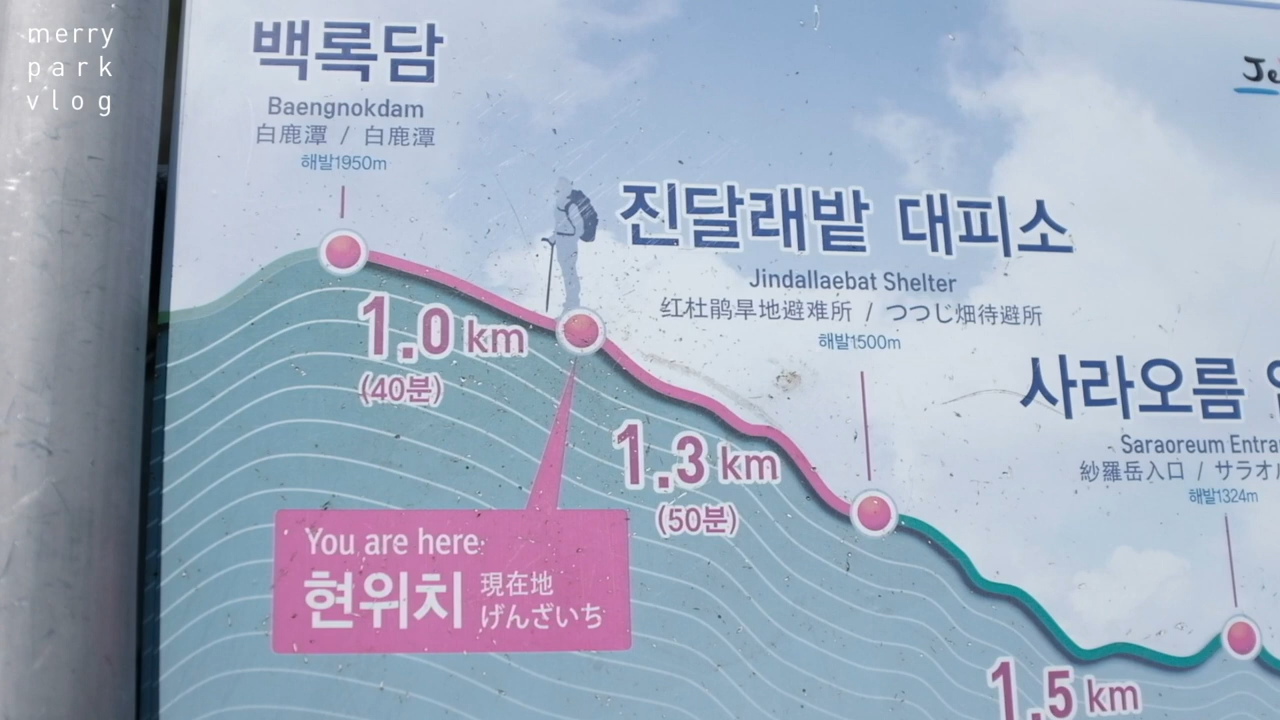 merry
park
vlog
백록담
Baengnokdam
白鹿潭 / 白鹿潭
해발1950m
진달래밭 대피소
Jindallaebat Shelter
红杜鹃旱地避难所 / つつじ畑待避所
해발1500m
사라오름
Saraoreum
紗羅岳入口 /
해발1324m
1.0 km
(40분)
1.3 km
(50분)
You are here
현위치 現在地
げんざいち
1.5 km